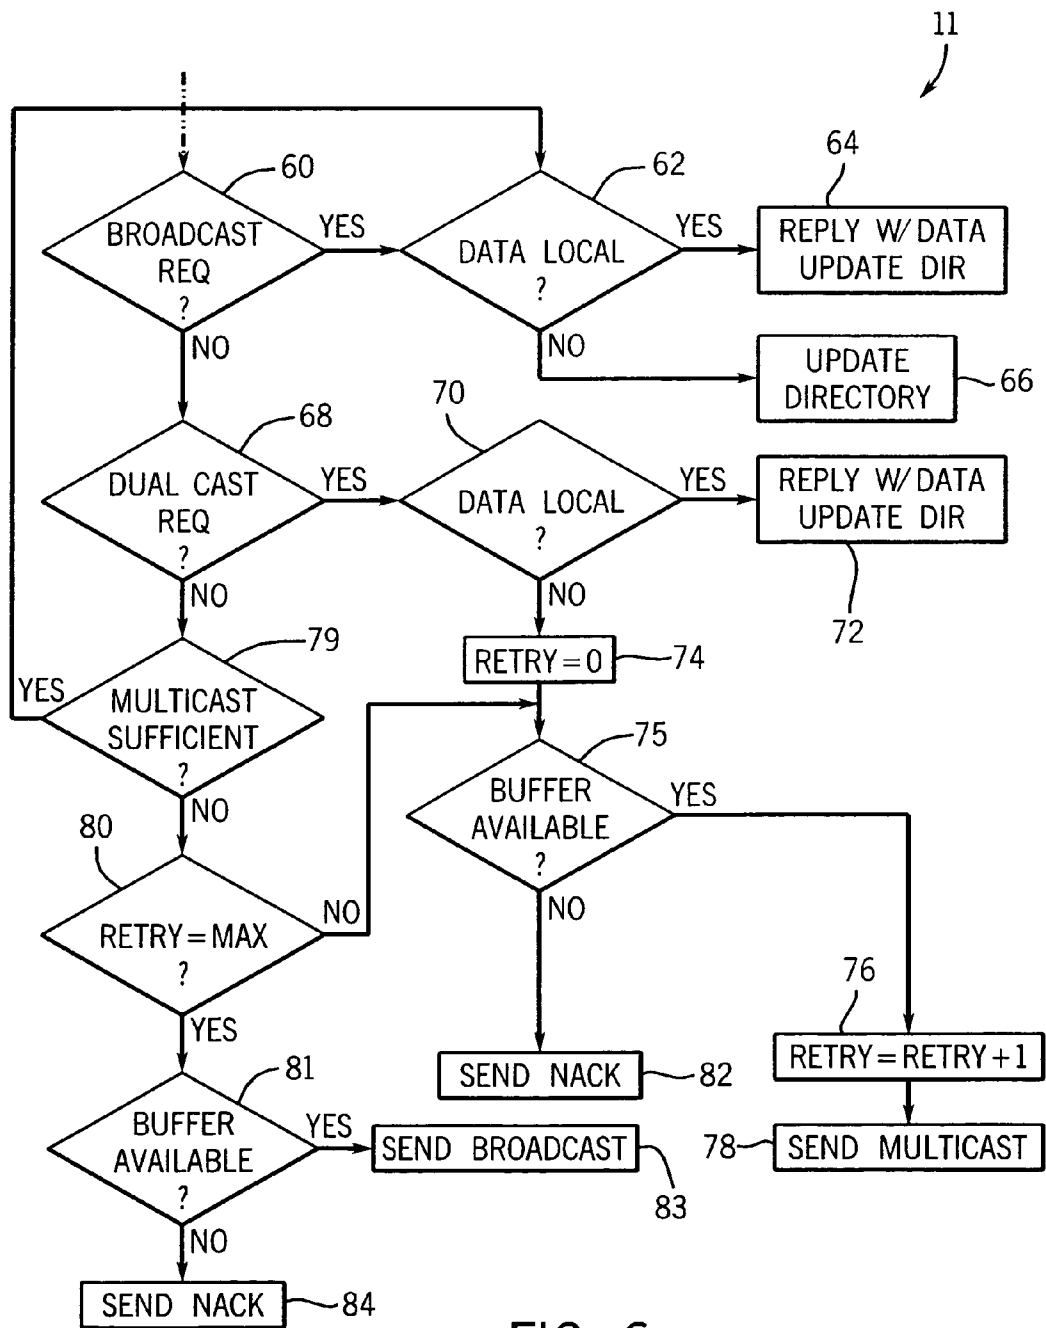 11
60
62
64
BROADCAST
REQ
?
YES
DATA LOCAL
?
YES
REPLY W/DATA
UPDATE DIR
NO
NO
UPDATE
DIRECTORY
66
68
70
DUAL CAST
REQ
?
YES
DATA LOCAL
?
YES
REPLY W/DATA
UPDATE DIR
72
NO
NO
79
RETRY=0
74
YES
MULTICAST
SUFFICIENT
?
75
BUFFER
AVAILABLE
?
YES
NO
80
RETRY=MAX
?
NO
NO
76
RETRY=RETRY+1
YES
SEND NACK
82
81
BUFFER
AVAILABLE
?
YES
SEND BROADCAST
83
78
SEND MULTICAST
NO
SEND NACK
84
FIG. 6